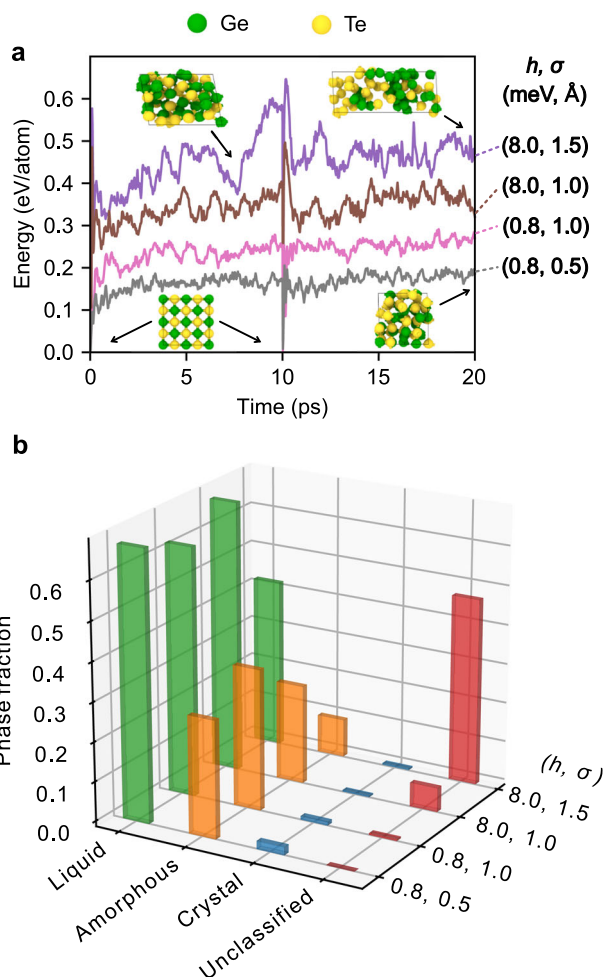 Ge Te
a
h, σ
(meV, Å)
0.6
0.5
0.4
0.3
0.2
0.1
0.0
Energy (eV/atom)
(8.0, 1.5)
(8.0, 1.0)
(0.8, 1.0)
(0.8, 0.5)
0 5 10 15 20
Time (ps)
b
0.6
0.5
0.4
0.3
0.2
0.1
0.0
Phase fraction
(h, σ)
8.0, 1.5
8.0, 1.0
0.8, 1.0
0.8, 0.5
Liquid
Amorphous
Crystal
Unclassified